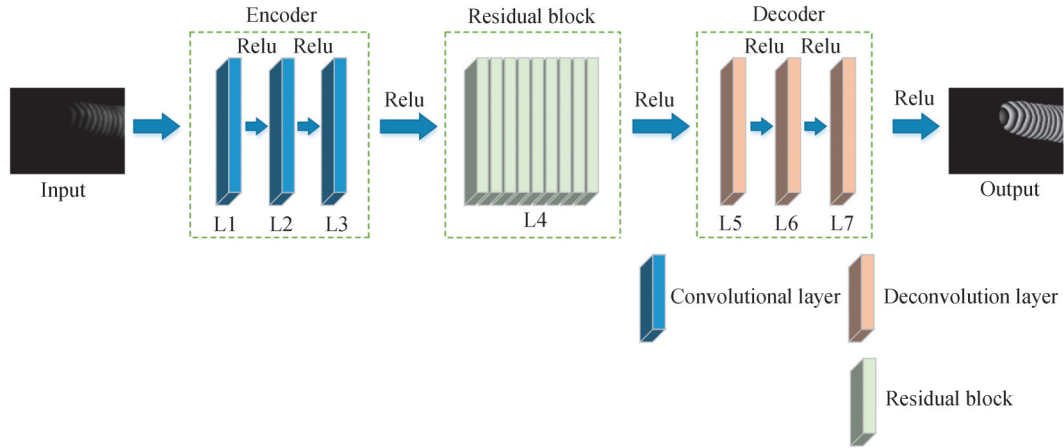 Encoder
Residual block
Decoder
Relu Relu
Relu Relu
Relu
Relu
Relu
Input
Output
L1 L2 L3
L4
L5 L6 L7
Convolutional layer
Deconvolution layer
Residual block